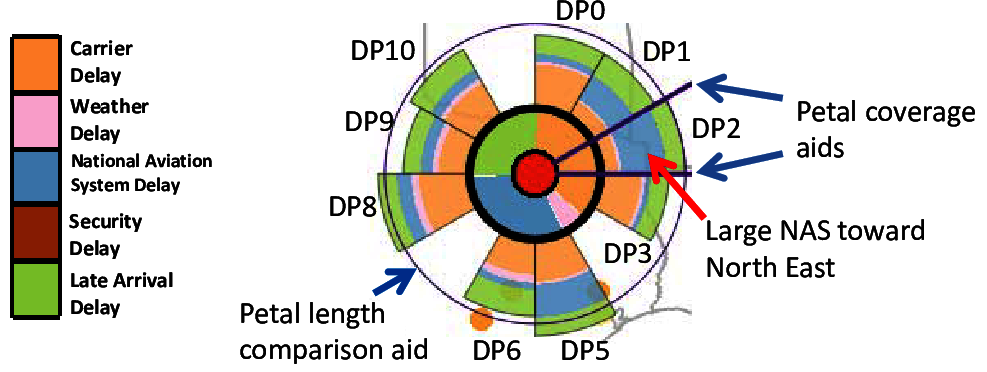 Carrier
Delay
Weather
Delay
National Aviation
System Delay
Security
Delay
Late Arrival
Delay
DP0
DP1
DP2
DP3
DP5
DP6
DP8
DP9
DP10
Petal coverage
aids
Large NAS toward
North East
Petal length
comparison aid